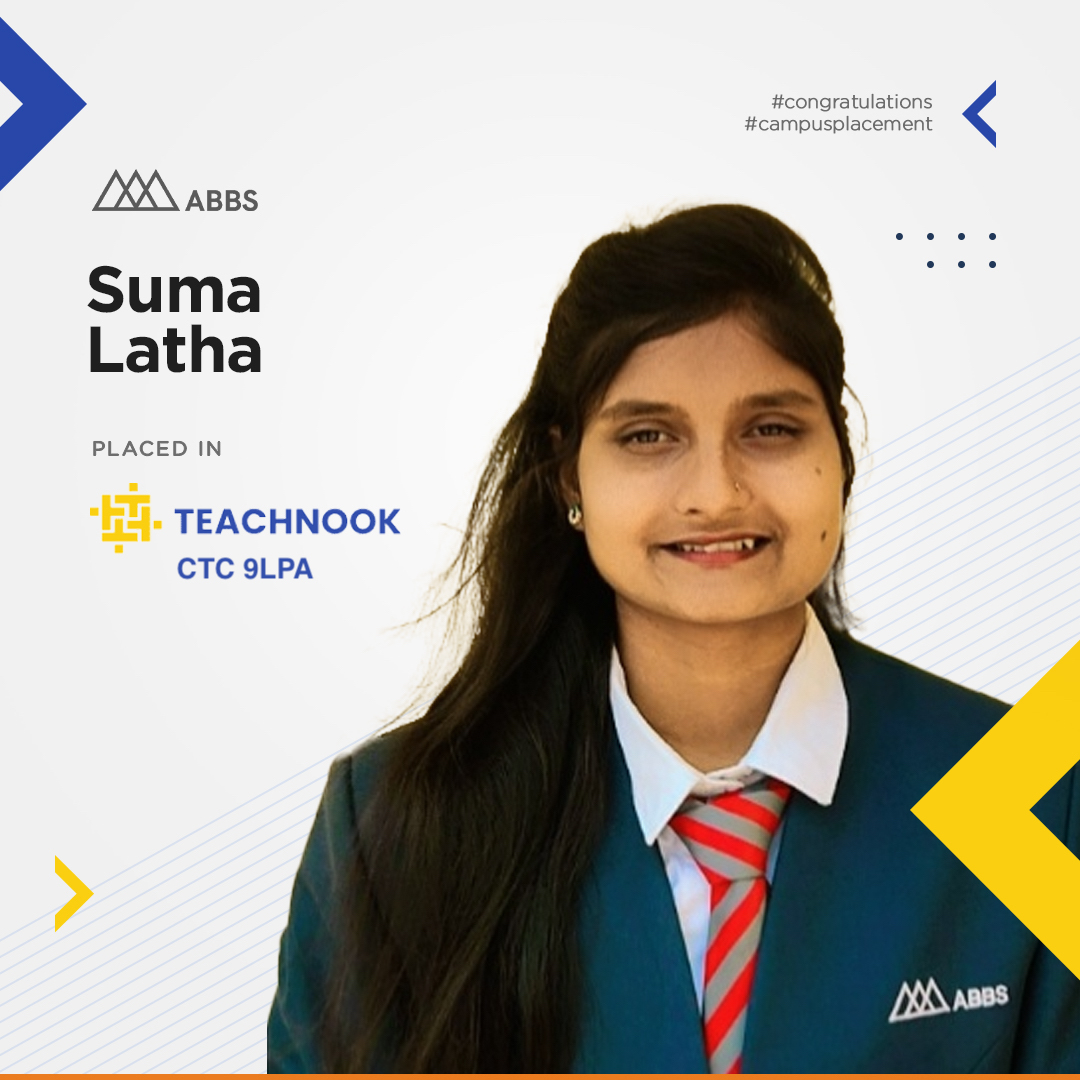 #congratulations
#campusplacement
ABBS
Suma
Latha
PLACED IN
TEACHNOOK
CTC 9LPA
ABBS